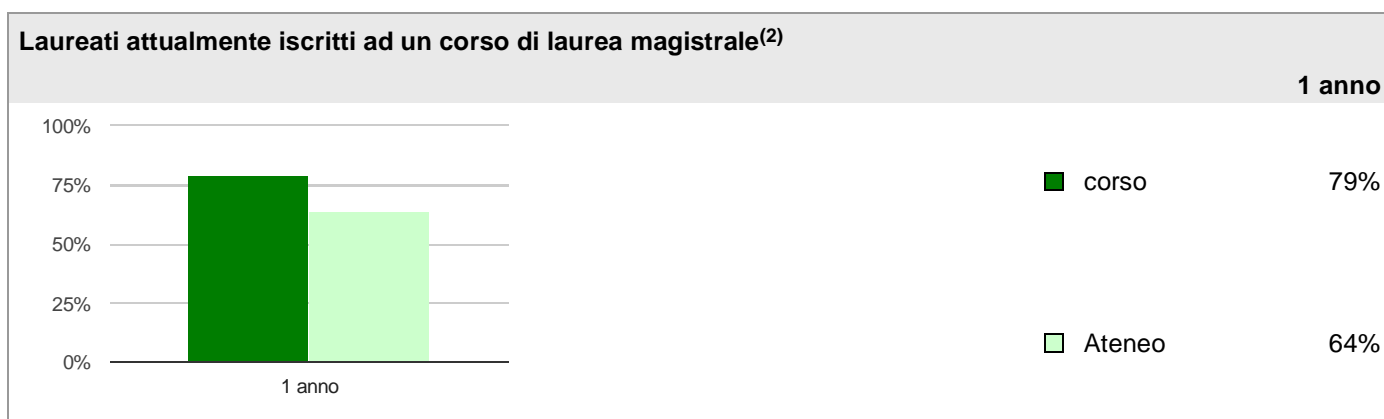 Laureati attualmente iscritti ad un corso di laurea magistrale(2)
1 anno
100%
75%
50%
25%
0%
1 anno
corso 79%
Ateneo 64%